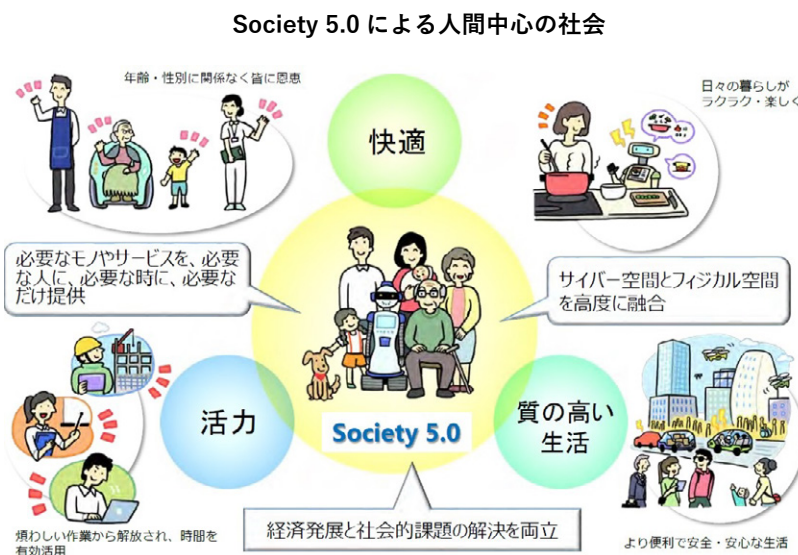 Society 5.0 による人間中心の社会
年齢・性別に関係なく皆に恩恵
日々の暮らしが
ラクラク・楽しく
快適
必要なモノやサービスを、必要
な人に、必要な時に、必要な
だけ提供
サイバー空間とフィジカル空間
を高度に融合
活力
質の高い
生活
Society 5.0
経済発展と社会的課題の解決を両立
煩わしい作業から解放され、時間を
有効活用
より便利で安全・安心な生活